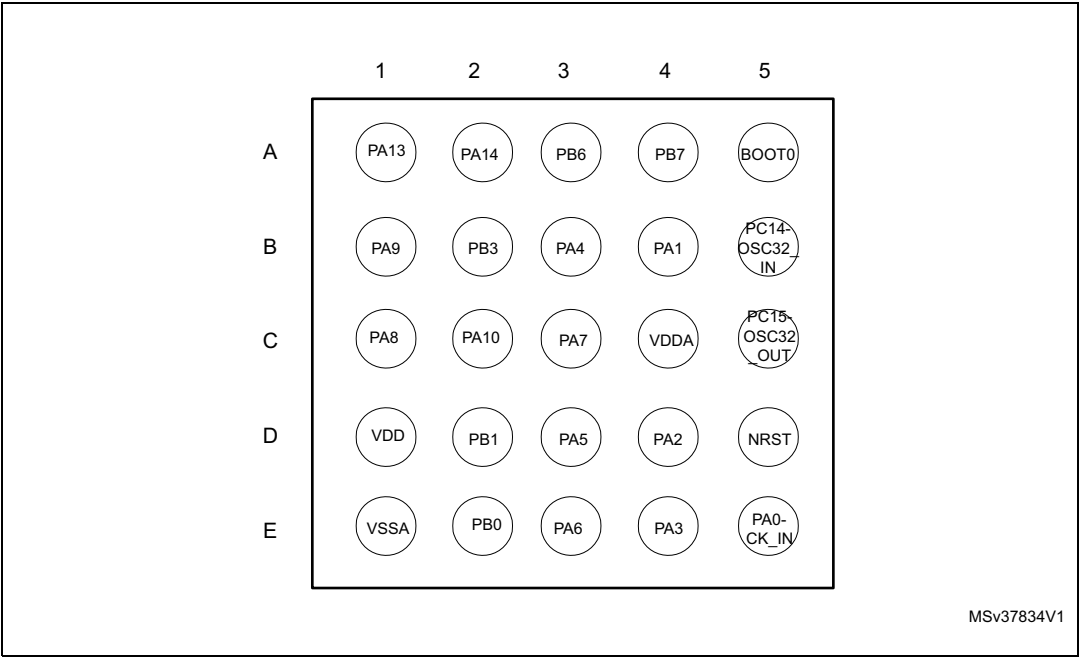 1 2 3 4 5
A PA13 PA14 PB6 PB7 BOOT0
B PA9 PB3 PA4 PA1 PC14-
OSC32_
IN
C PA8 PA10 PA7 VDDA PC15-
OSC32
_OUT
D VDD PB1 PA5 PA2 NRST
E VSSA PB0 PA6 PA3 PA0-
CK_IN
MSv37834V1